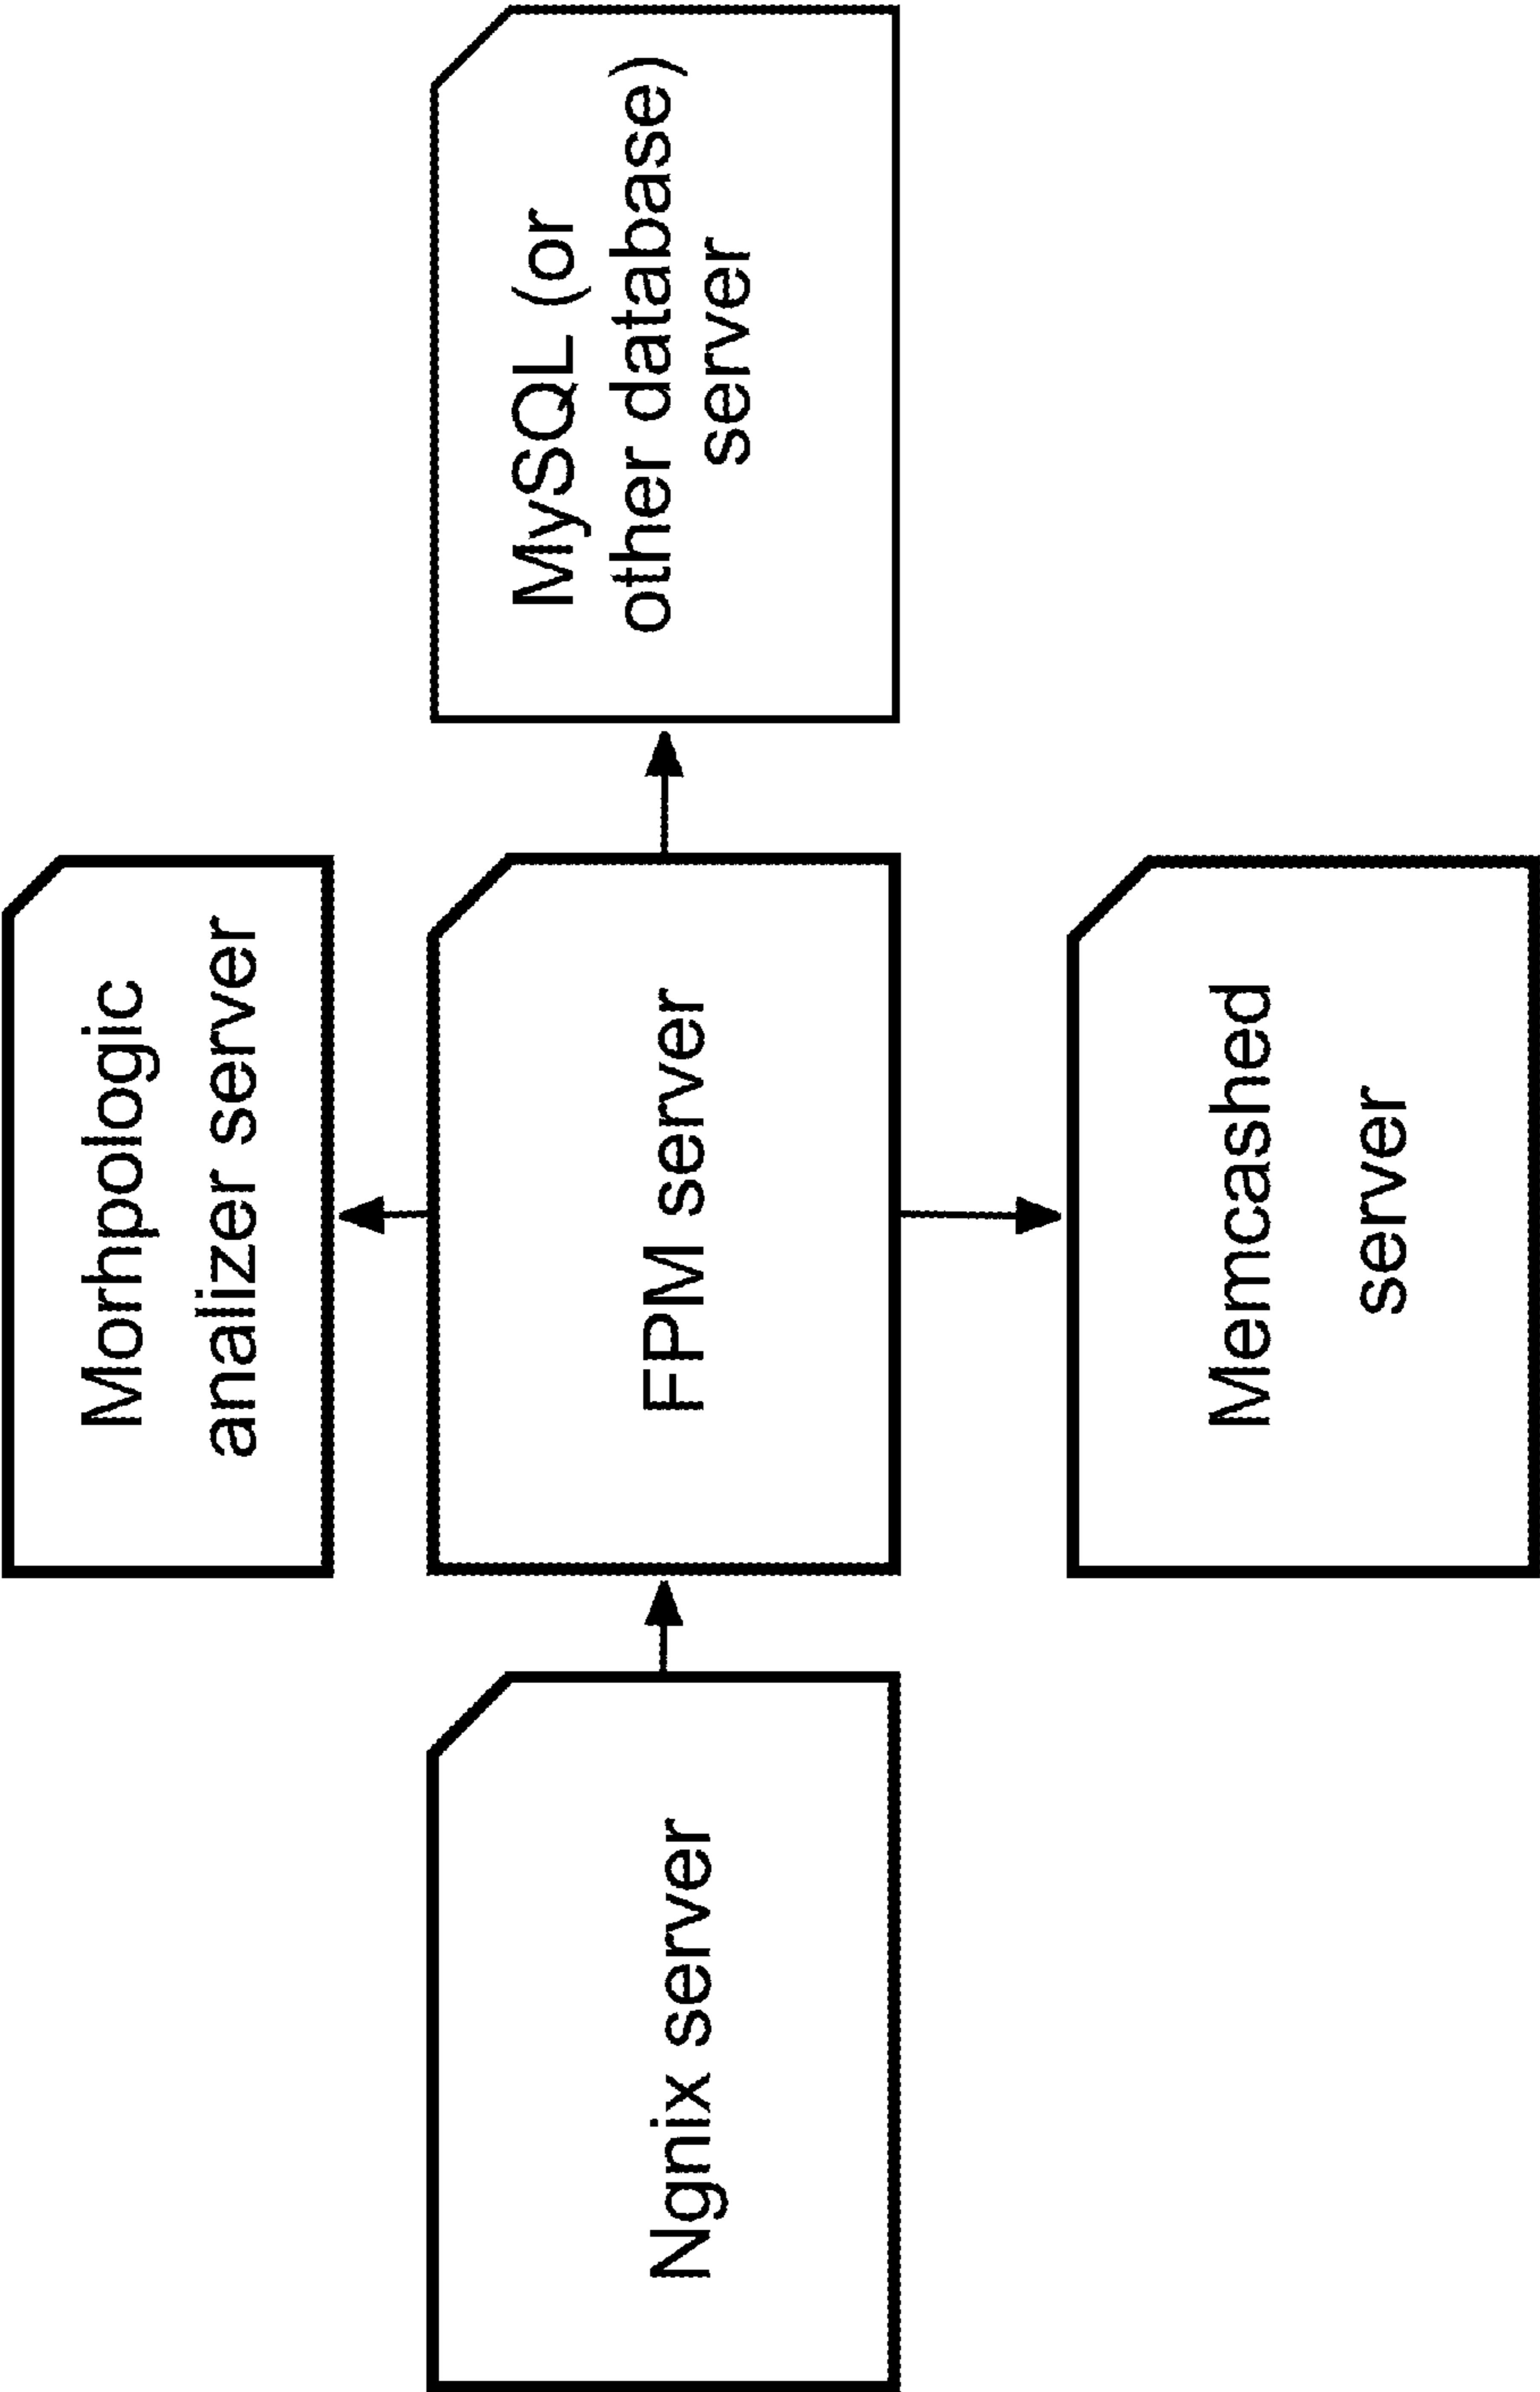 Morhpologic
analizer server
Ngnix server
FPM server
MySQL (or
other database)
server
Memcashed
server